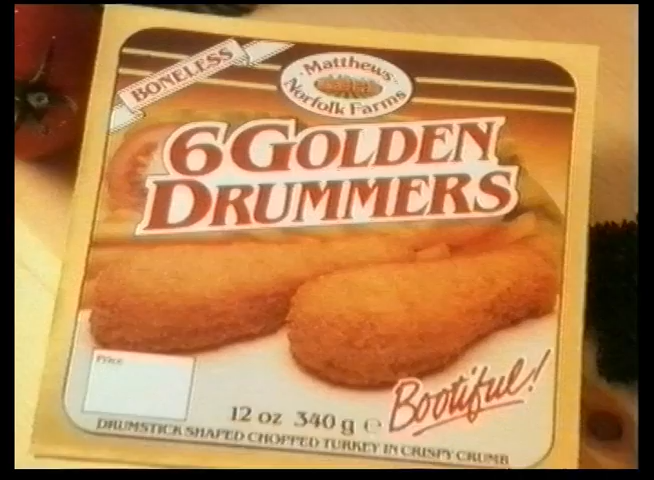 BONELESS
Matthews
Norfolk Farms
6 GOLDEN
DRUMMERS
Price
12 oz 340 g e
Bootiful!
DRUMSTICK SHAPED CHOPPED TURKEY IN CRISPY CRUMB